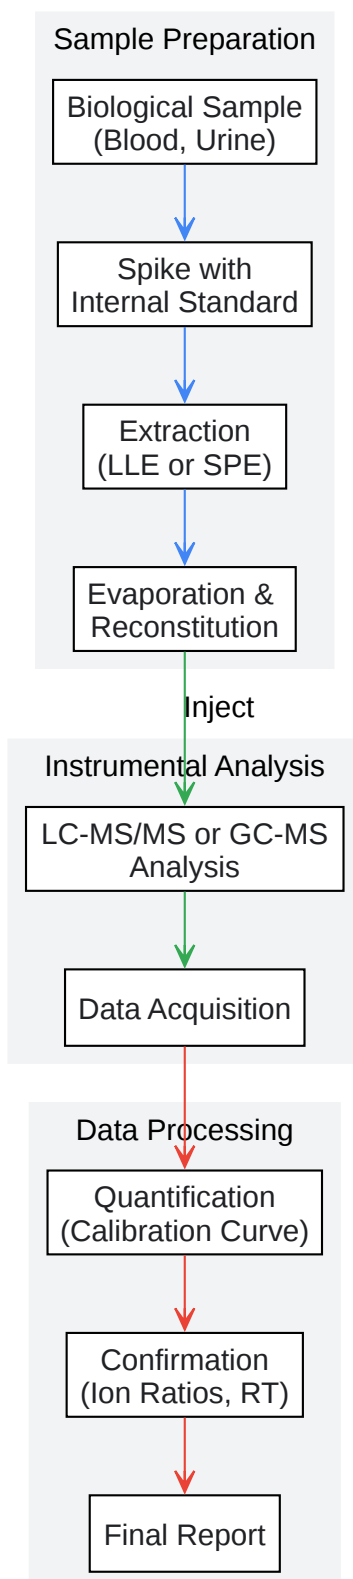 Sample Preparation
Biological Sample
(Blood, Urine)
Spike with
Internal Standard
Extraction
(LLE or SPE)
Evaporation &
Reconstitution
Inject
Instrumental Analysis
LC-MS/MS or GC-MS
Analysis
Data Acquisition
Data Processing
Quantification
(Calibration Curve)
Confirmation
(Ion Ratios, RT)
Final Report